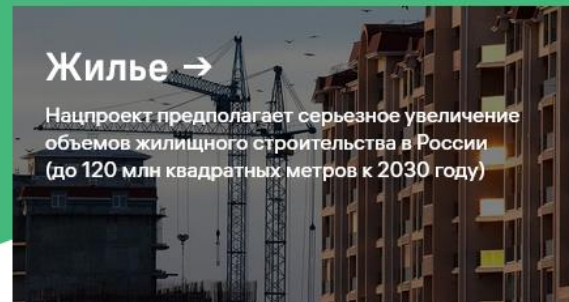 Жилье →
Нацпроект предполагает серьезное увеличение
объемов жилищного строительства в России
(до 120 млн квадратных метров к 2030 году)